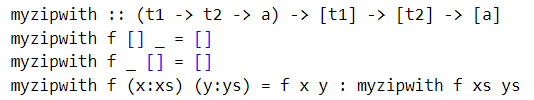 myzipwith :: (t1 -> t2 -> a) -> [t1] -> [t2] -> [a]
myzipwith f [] _ = []
myzipwith f _ [] = []
myzipwith f (x:xs) (y:ys) = f x y : myzipwith f xs ys